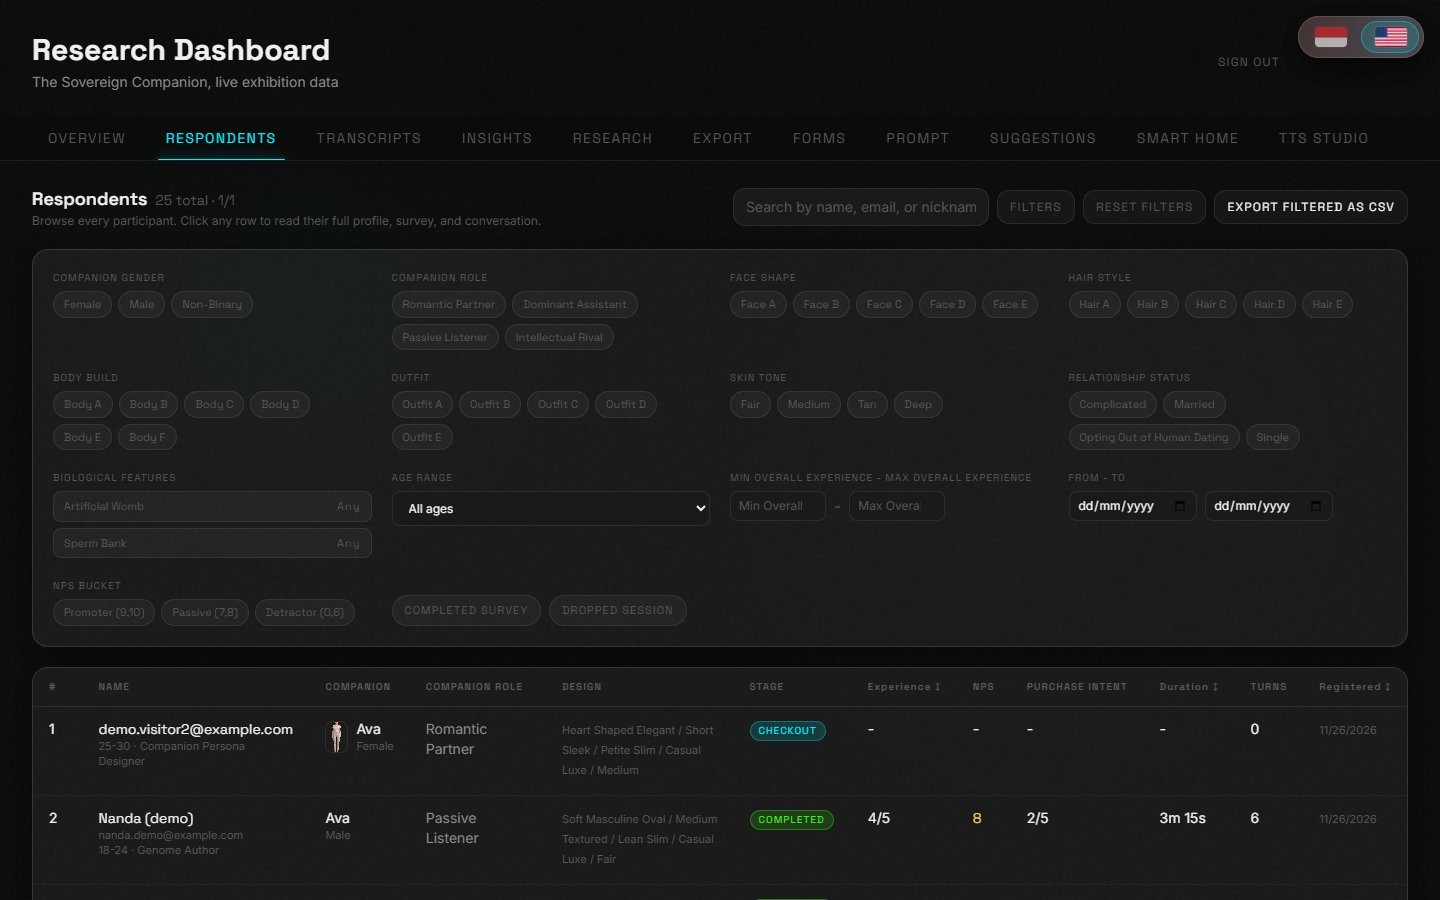 Research Dashboard
The Sovereign Companion, live exhibition data
SIGN OUT
OVERVIEW RESPONDENTS TRANSCRIPTS INSIGHTS RESEARCH EXPORT FORMS PROMPT SUGGESTIONS SMART HOME TTS STUDIO
Respondents 25 total · 1/1
Browse every participant. Click any row to read their full profile, survey, and conversation.
Search by name, email, or nicknam FILTERS RESET FILTERS EXPORT FILTERED AS CSV
COMPANION GENDER
Female Male Non-Binary
COMPANION ROLE
Romantic Partner Dominant Assistant
Passive Listener Intellectual Rival
FACE SHAPE
Face A Face B Face C Face D Face E
HAIR STYLE
Hair A Hair B Hair C Hair D Hair E
BODY BUILD
Body A Body B Body C Body D
Body E Body F
OUTFIT
Outfit A Outfit B Outfit C Outfit D
Outfit E
SKIN TONE
Fair Medium Tan Deep
RELATIONSHIP STATUS
Complicated Married
Opting Out of Human Dating Single
BIOLOGICAL FEATURES
Artificial Womb Any
Sperm Bank Any
AGE RANGE
All ages
MIN OVERALL EXPERIENCE - MAX OVERALL EXPERIENCE
Min Overall - Max Overa
FROM - TO
dd/mm/yyyy dd/mm/yyyy
NPS BUCKET
Promoter (9,10) Passive (7,8) Detractor (0,6)
COMPLETED SURVEY DROPPED SESSION
# NAME COMPANION COMPANION ROLE DESIGN STAGE Experience ↕ NPS PURCHASE INTENT Duration ↕ TURNS Registered ↕
1
demo.visitor2@example.com
25-30 · Companion Persona
Designer
Ava
Female
Romantic
Partner
Heart Shaped Elegant / Short
Sleek / Petite Slim / Casual
Luxe / Medium
CHECKOUT
- - - - 0 11/26/2026
2
Nanda (demo)
nanda.demo@example.com
18-24 · Genome Author
Ava
Male
Passive
Listener
Soft Masculine Oval / Medium
Textured / Lean Slim / Casual
Luxe / Fair
COMPLETED
4/5 8 2/5 3m 15s 6 11/26/2026